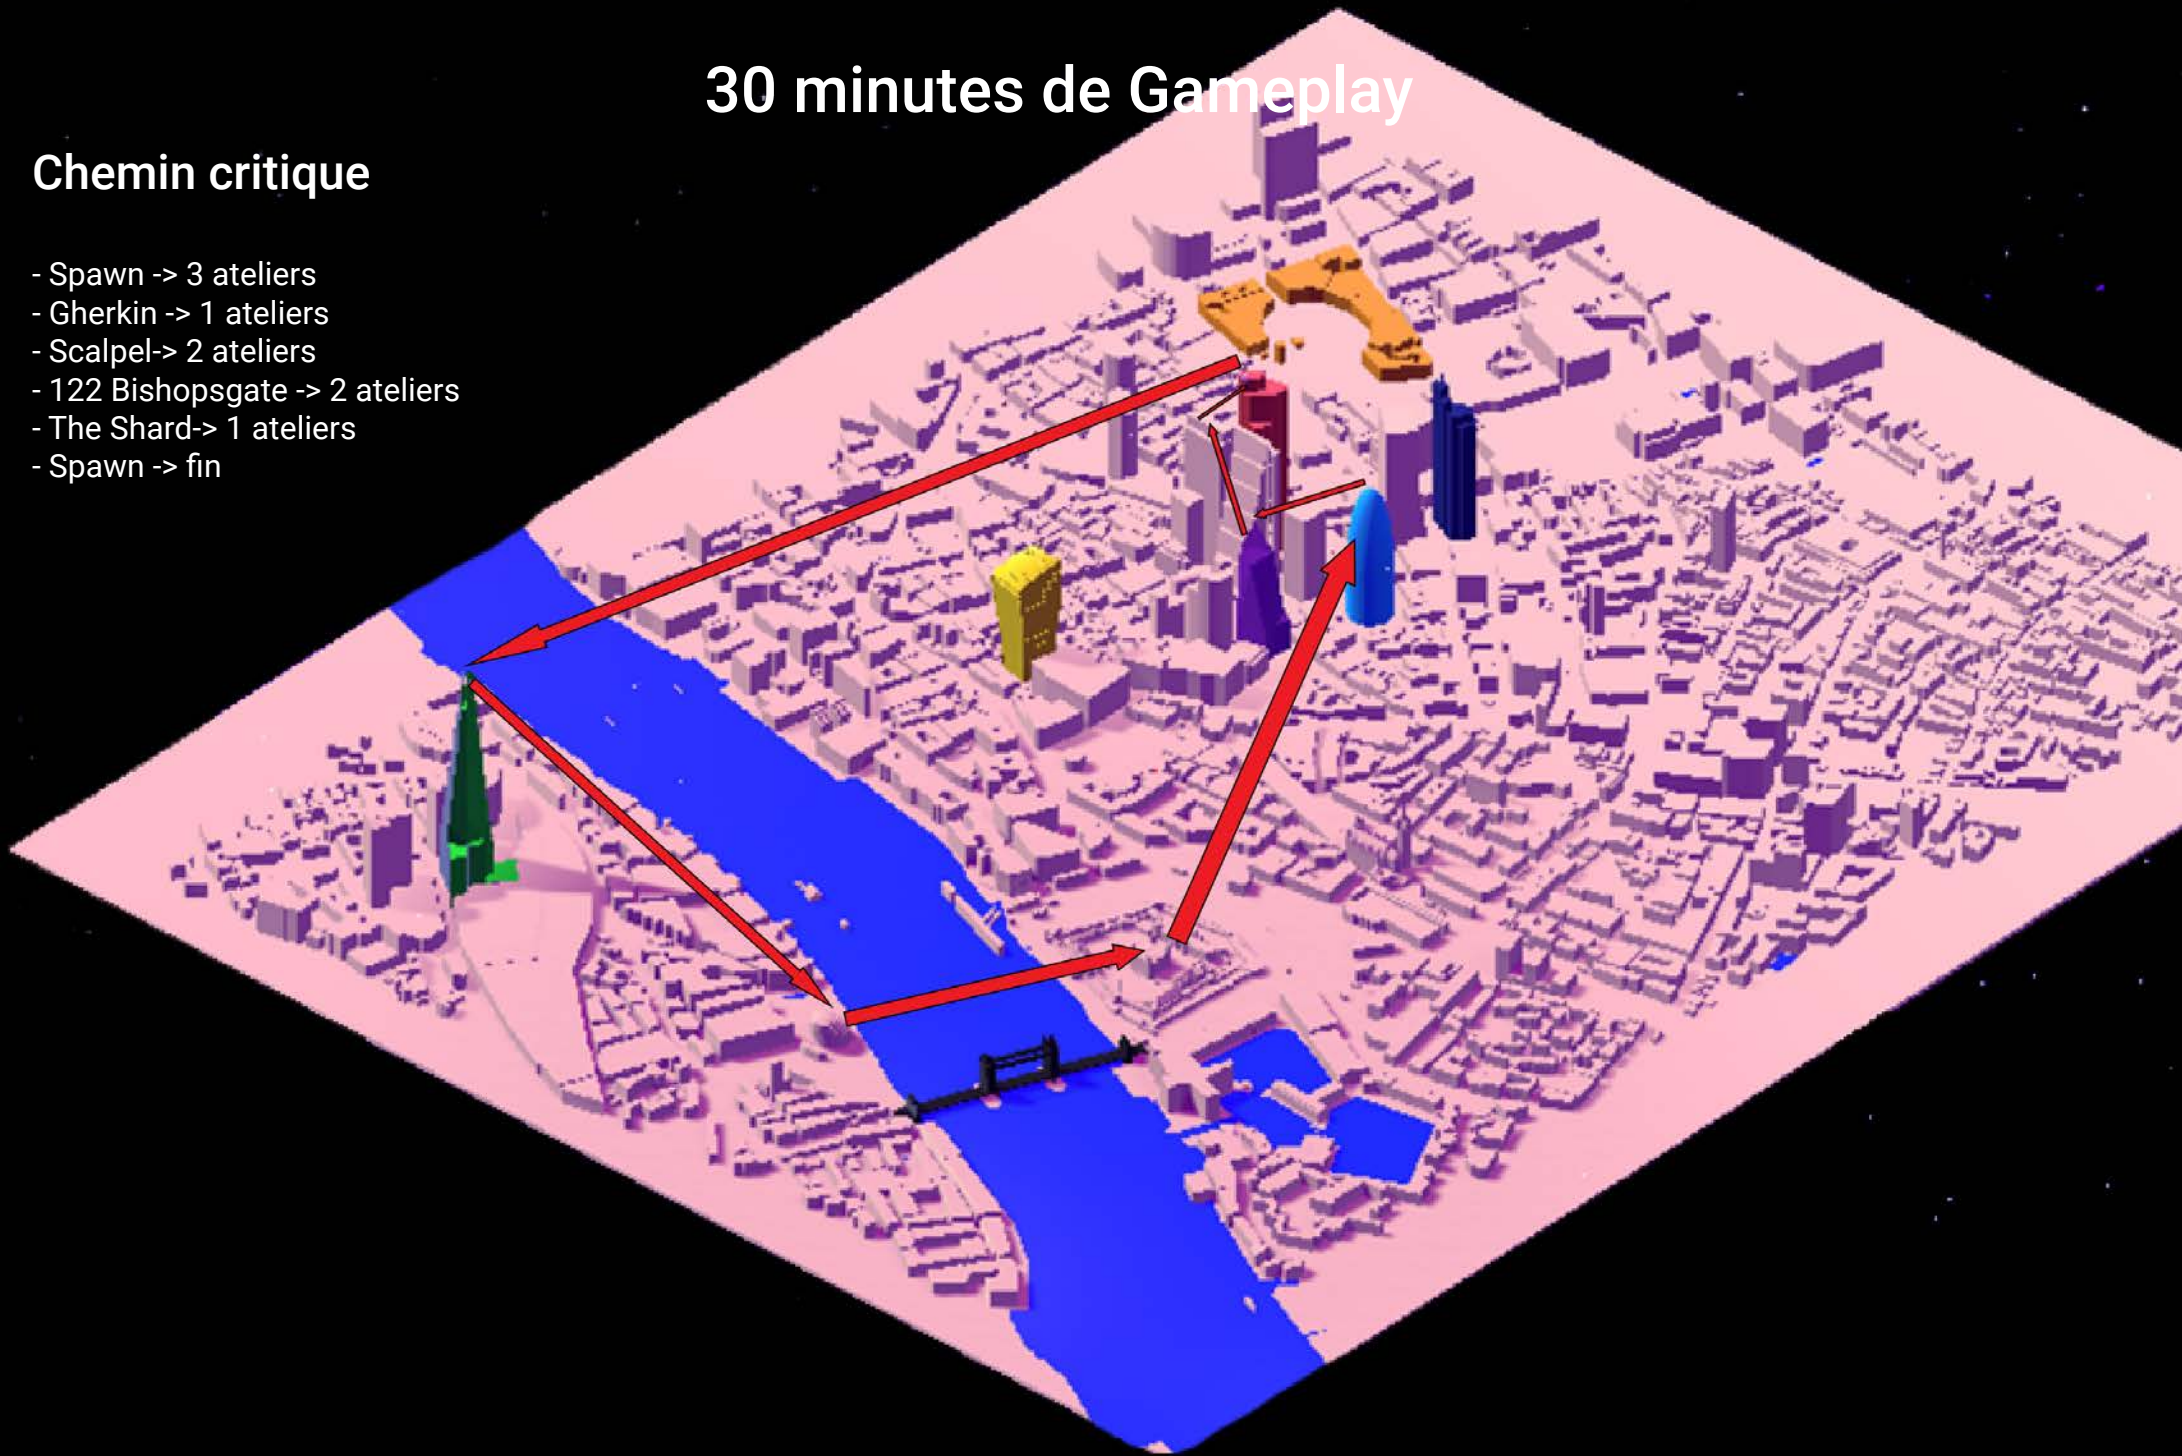 30 minutes de Gameplay
Chemin critique
- Spawn -> 3 ateliers
- Gherkin -> 1 ateliers
- Scalpel-> 2 ateliers
- 122 Bishopsgate -> 2 ateliers
- The Shard-> 1 ateliers
- Spawn -> fin